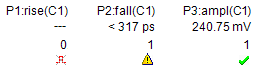 P1:rise(C1) P2:fall(C1) P3:ampl(C1)
--- < 317 ps 240.75 mV
0 1 1